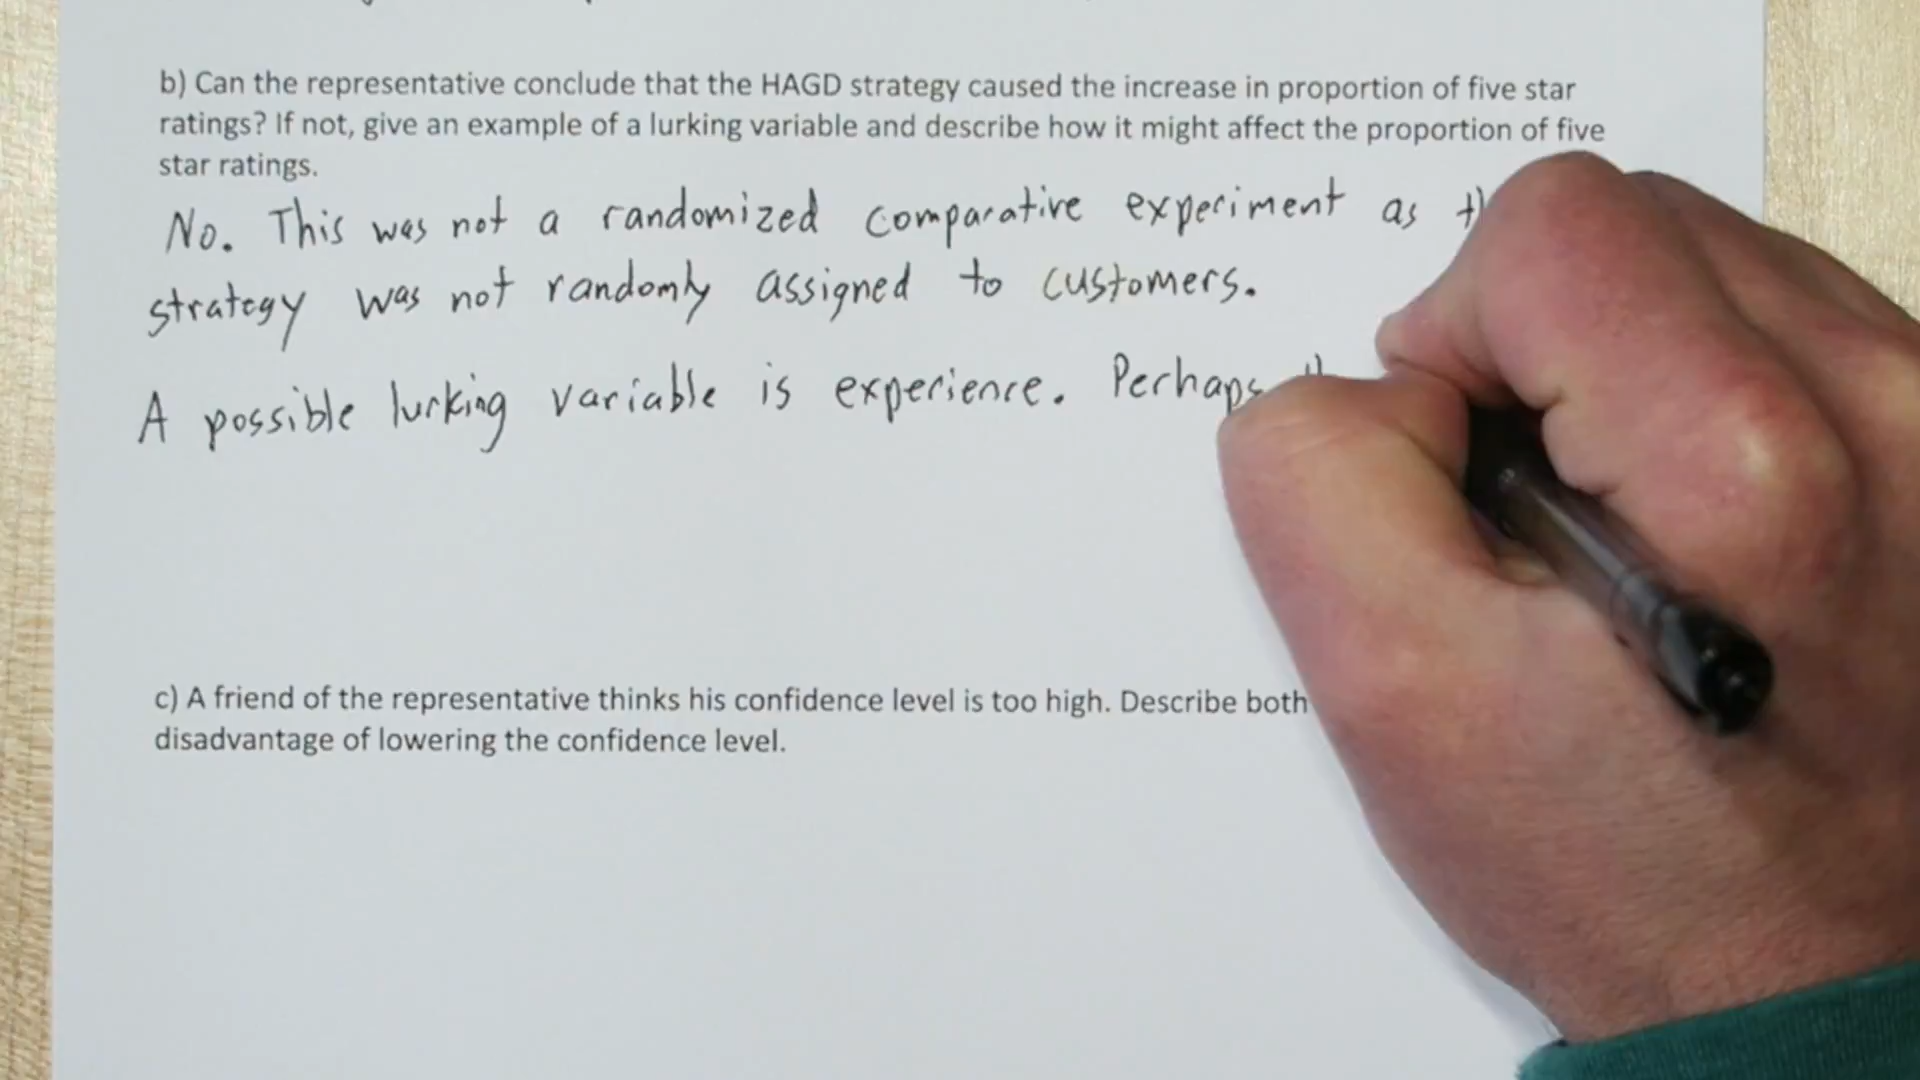 b) Can the representative conclude that the HAGD strategy caused the increase in proportion of five star
ratings? If not, give an example of a lurking variable and describe how it might affect the proportion of five
star ratings.
No. This was not a randomized comparative experiment as
strategy was not randomly assigned to customers.
A possible lurking variable is experience. Perhaps
c) A friend of the representative thinks his confidence level is too high. Describe both
disadvantage of lowering the confidence level.